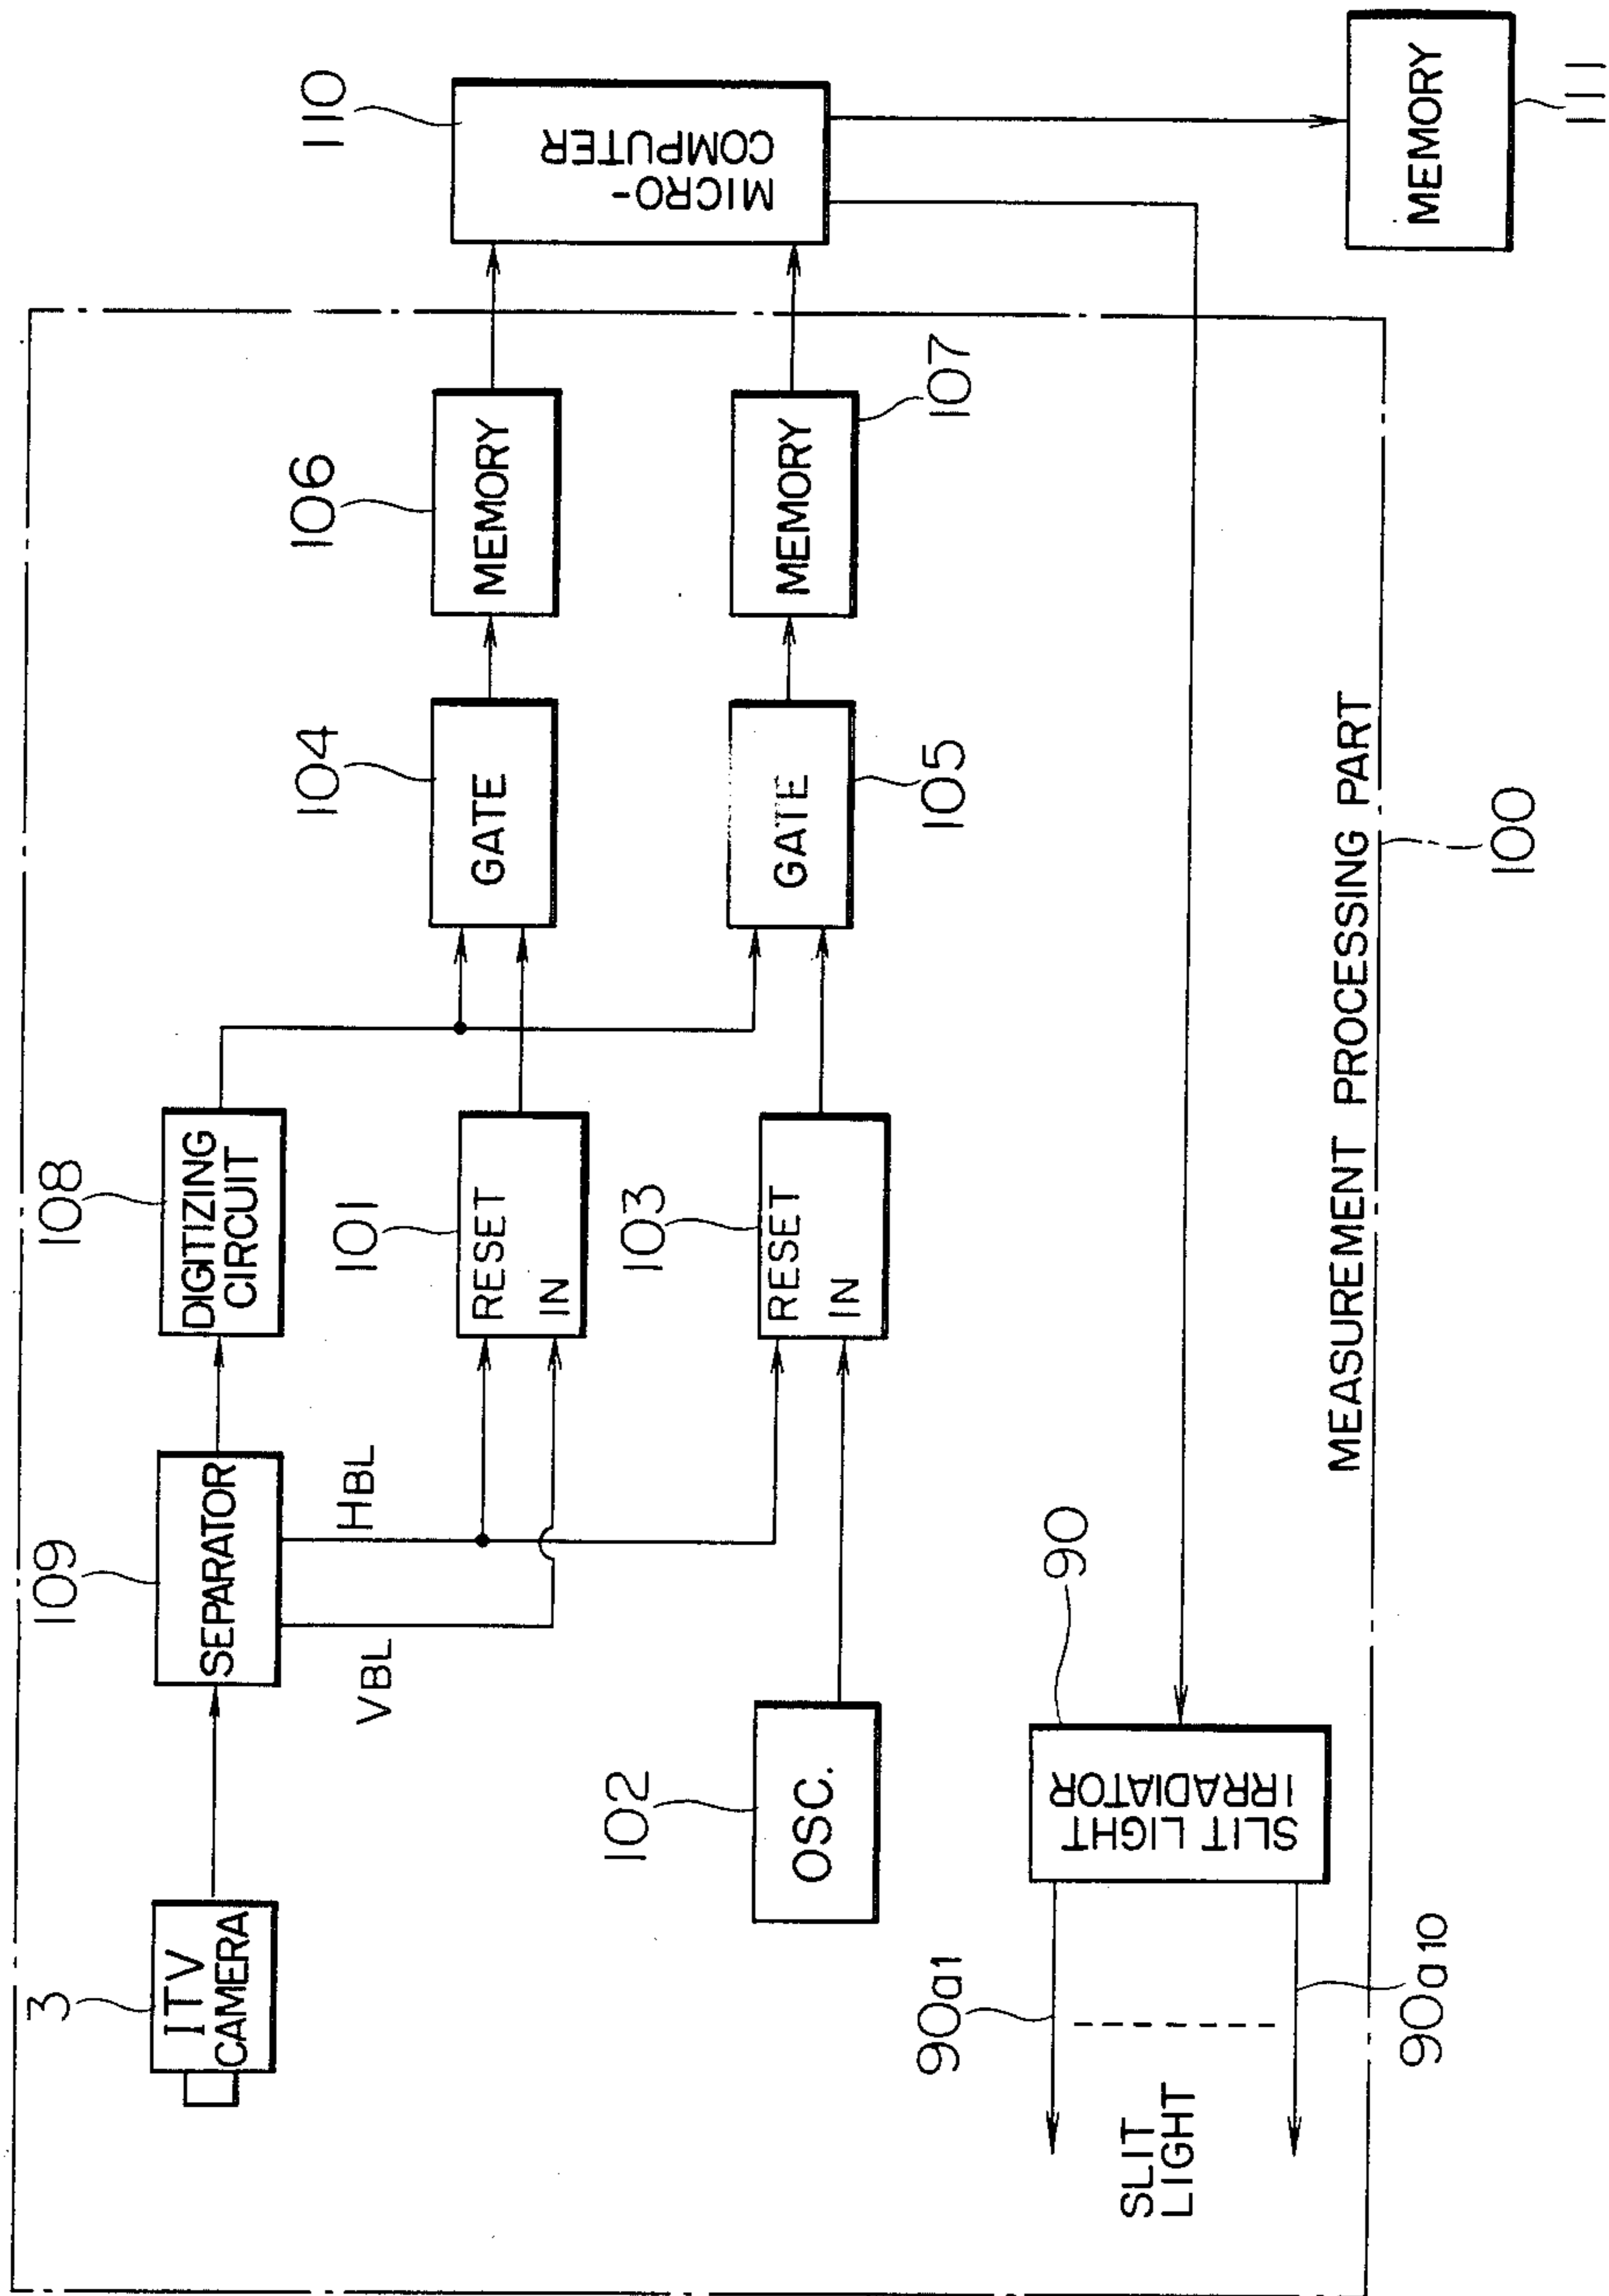 3
ITV
CAMERA
109
SEPARATOR
108
DIGITIZING
CIRCUIT
HBL
VBL
101
RESET
IN
103
RESET
IN
102
OSC.
104
GATE
105
GATE
106
MEMORY
107
MEMORY
110
MICRO-
COMPUTER
MEMORY
111
90
SLIT LIGHT
IRRADIATOR
90a1
90a10
SLIT
LIGHT
MEASUREMENT PROCESSING PART
100